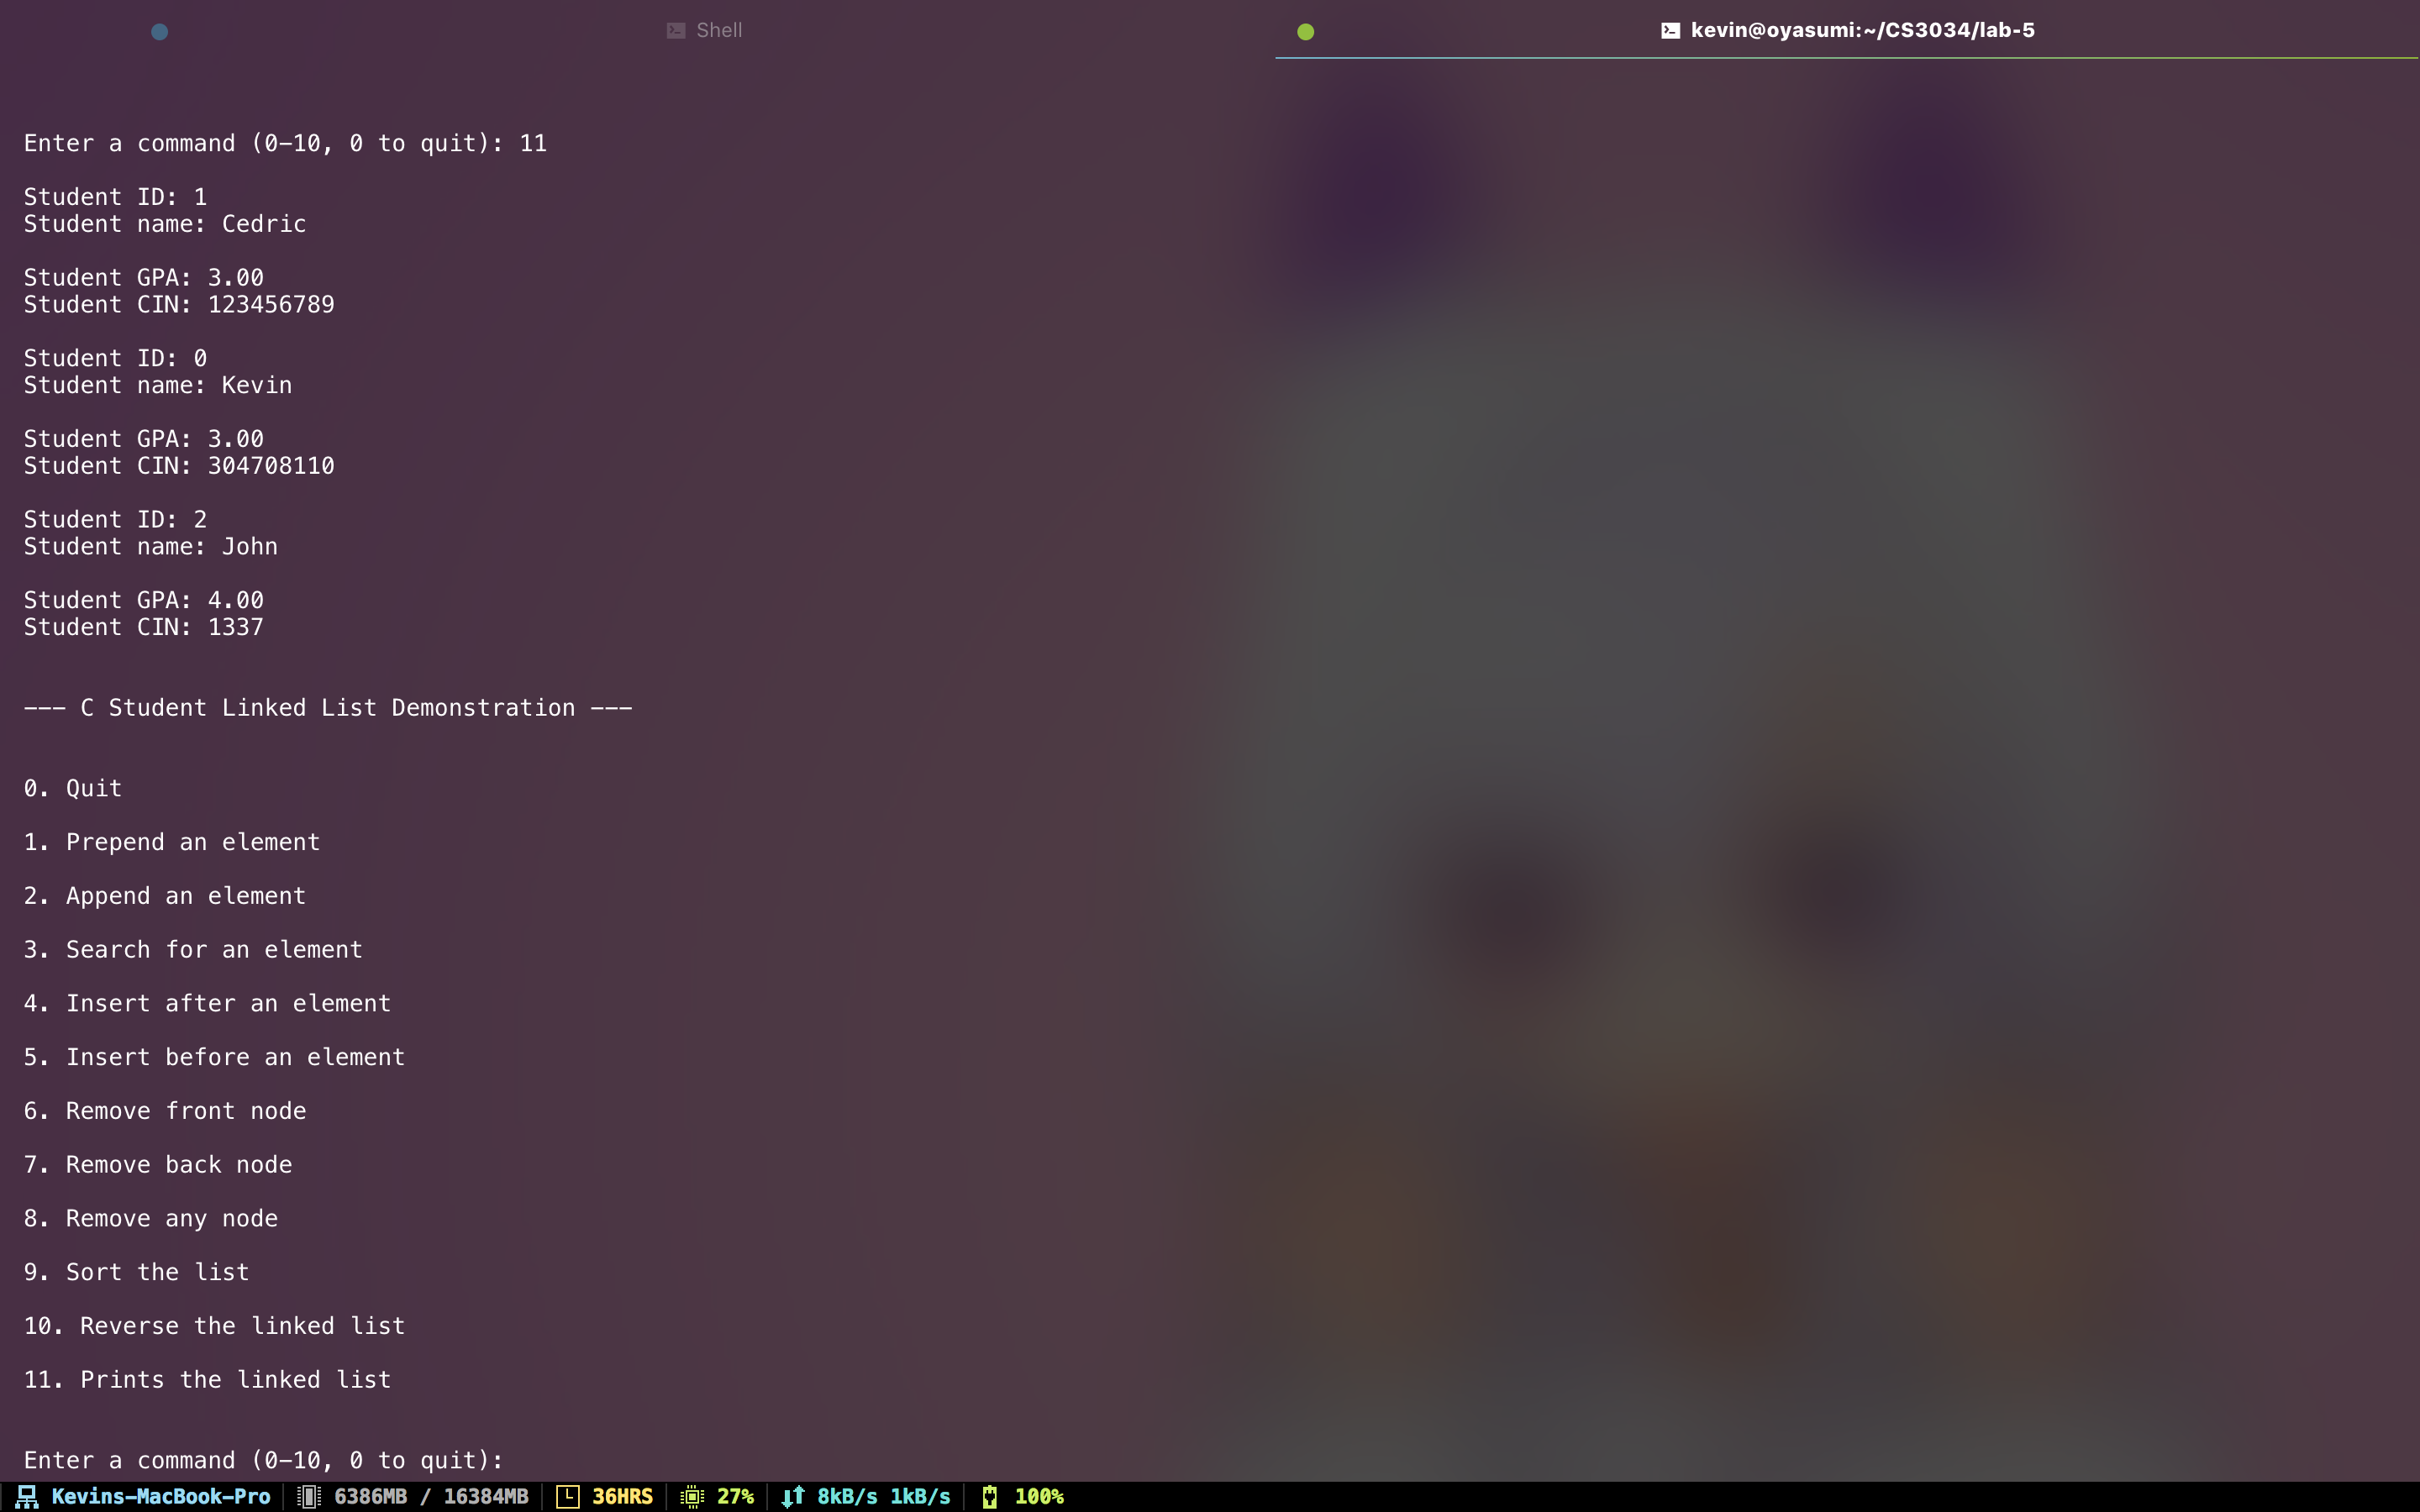 Shell
kevin@oyasumi:~/CS3034/lab-5
Enter a command (0-10, 0 to quit): 11
Student ID: 1
Student name: Cedric
Student GPA: 3.00
Student CIN: 123456789
Student ID: 0
Student name: Kevin
Student GPA: 3.00
Student CIN: 304708110
Student ID: 2
Student name: John
Student GPA: 4.00
Student CIN: 1337
--- C Student Linked List Demonstration ---
0. Quit
1. Prepend an element
2. Append an element
3. Search for an element
4. Insert after an element
5. Insert before an element
6. Remove front node
7. Remove back node
8. Remove any node
9. Sort the list
10. Reverse the linked list
11. Prints the linked list
Enter a command (0-10, 0 to quit):
Kevins-MacBook-Pro 6386MB / 16384MB 36HRS 27% 8kB/s 1kB/s 100%